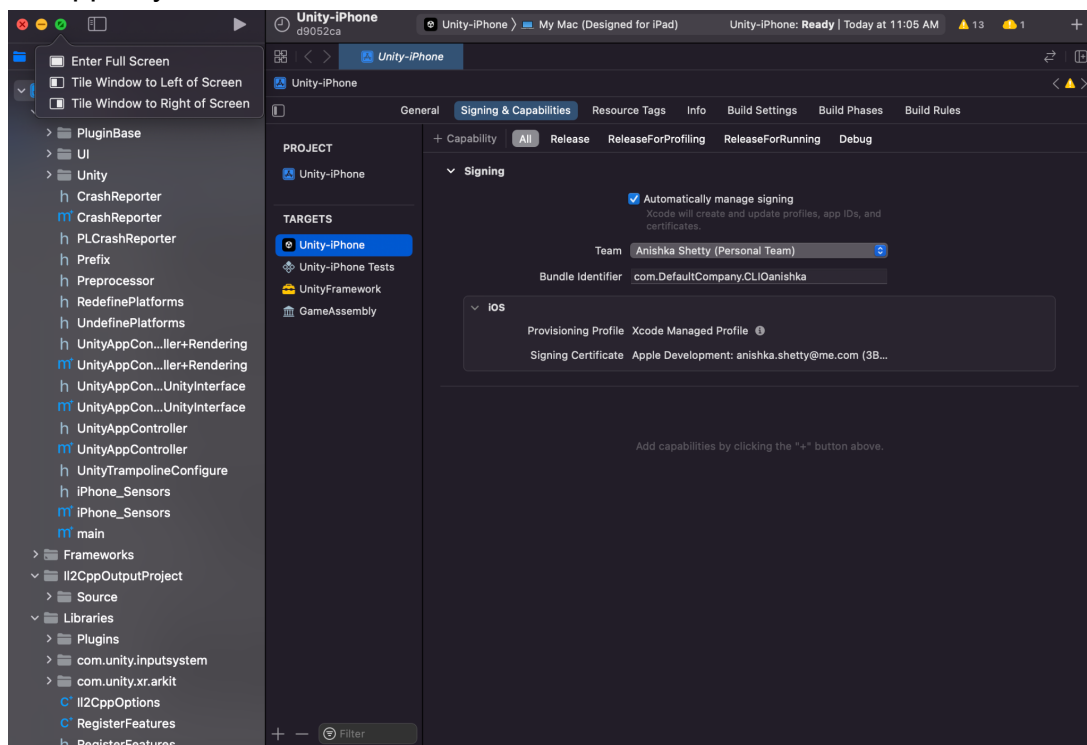 Unity-iPhone
d9052ca
Unity-iPhone 〉 My Mac (Designed for iPad)
Unity-iPhone: Ready | Today at 11:05 AM
13
1
Enter Full Screen
Tile Window to Left of Screen
Tile Window to Right of Screen
PluginBase
UI
Unity
h CrashReporter
m CrashReporter
h PLCrashReporter
h Prefix
h Preprocessor
h RedefinePlatforms
h UndefinePlatforms
h UnityAppCon...ller+Rendering
m UnityAppCon...ller+Rendering
h UnityAppCon...UnityInterface
m UnityAppCon...UnityInterface
h UnityAppController
m UnityAppController
h UnityTrampolineConfigure
h iPhone_Sensors
m iPhone_Sensors
m main
Frameworks
Il2CppOutputProject
Source
Libraries
Plugins
com.unity.inputsystem
com.unity.xr.arkit
C Il2CppOptions
C RegisterFeatures
h RegisterFeatures
Unity-iPhone
General Signing & Capabilities Resource Tags Info Build Settings Build Phases Build Rules
PROJECT
Unity-iPhone
TARGETS
Unity-iPhone
Unity-iPhone Tests
UnityFramework
GameAssembly
Filter
+ Capability All Release ReleaseForProfiling ReleaseForRunning Debug
Signing
Automatically manage signing
Xcode will create and update profiles, app IDs, and
certificates.
Team Anishka Shetty (Personal Team)
Bundle Identifier com.DefaultCompany.CLIOanishka
iOS
Provisioning Profile Xcode Managed Profile
Signing Certificate Apple Development: anishka.shetty@me.com (3B...
Add capabilities by clicking the "+" button above.